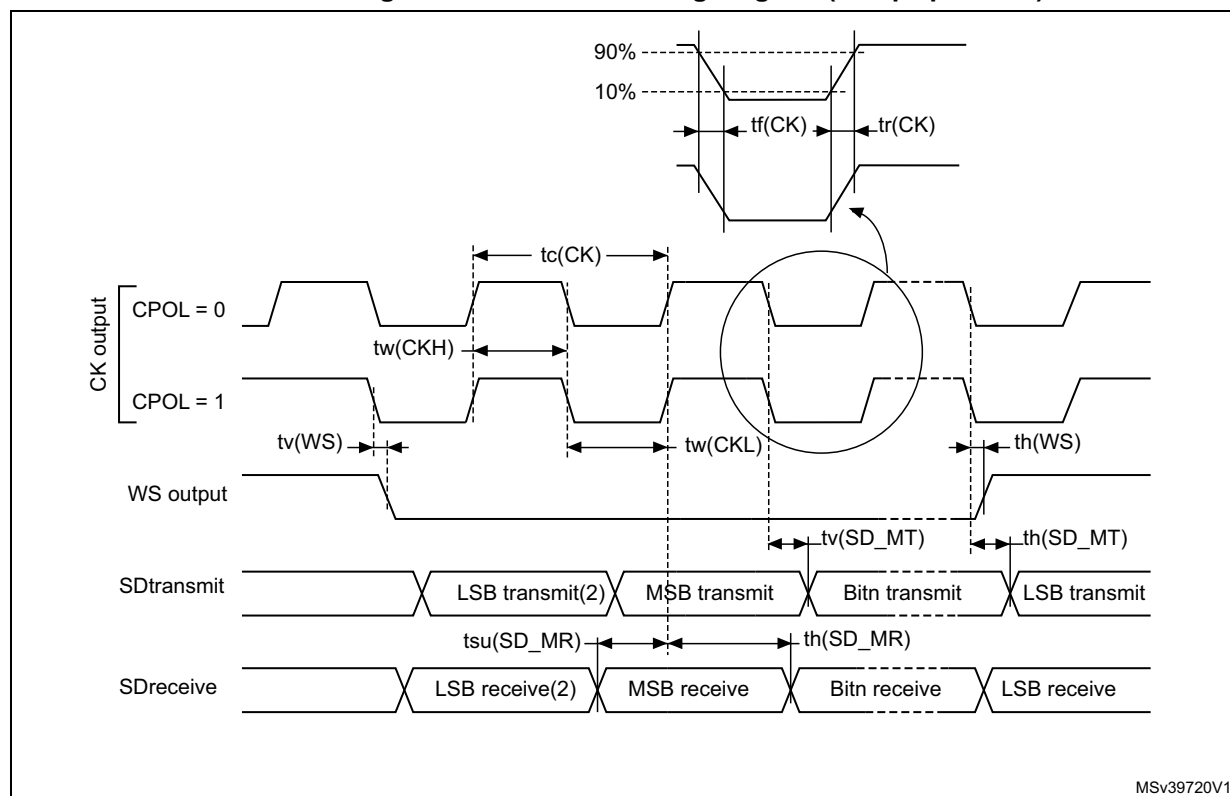 90%
10%
tf(CK)
tr(CK)
tc(CK)
CK output
CPOL = 0
tw(CKH)
CPOL = 1
tv(WS)
tw(CKL)
th(WS)
WS output
tv(SD_MT)
th(SD_MT)
SDtransmit
LSB transmit(2)
MSB transmit
Bitn transmit
LSB transmit
tsu(SD_MR)
th(SD_MR)
SDreceive
LSB receive(2)
MSB receive
Bitn receive
LSB receive
MSv39720V1